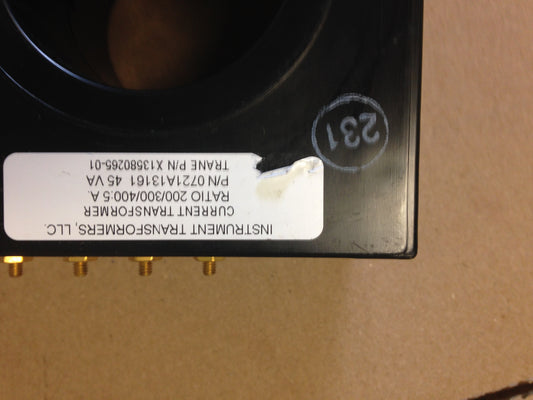 INSTRUMENT TRANSFORMERS, LLC.
CURRENT TRANSFORMER
RATIO 200/300/400:5 A.
P/N 0721A13161 45 VA
TRANE P/N X13580265-01
231